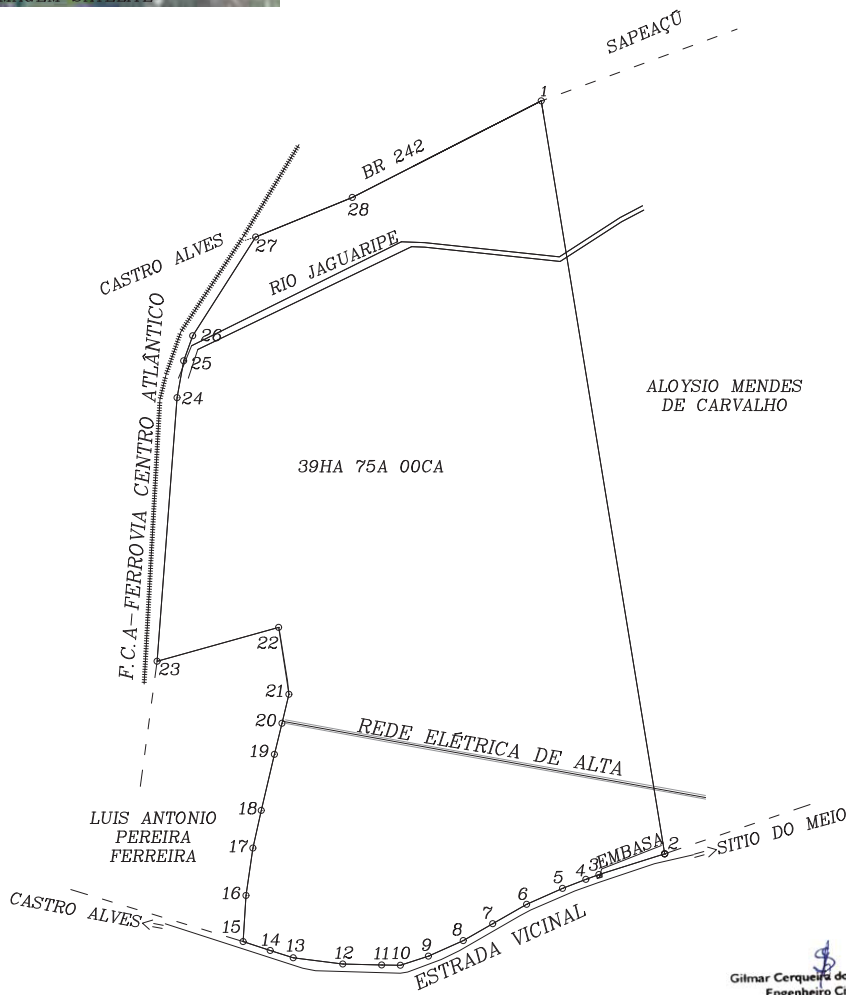 SAPEAÇÚ
1
BR 242
28
27
CASTRO ALVES
RIO JAGUARIPE
26
25
24
F.C.A-FERROVIA CENTRO ATLÂNTICO
ALOYSIO MENDES
DE CARVALHO
39HA 75A 00CA
22
23
21
20
REDE ELÉTRICA DE ALTA
19
18
LUIS ANTONIO
PEREIRA
FERREIRA
17
EMBASA
2
=>SITIO DO MEIO
3
4
5
6
7
8
9
10
11
12
13
14
15
16
CASTRO ALVES<=
ESTRADA VICINAL
Gilmar Cerqueira do
Engenheiro Ci